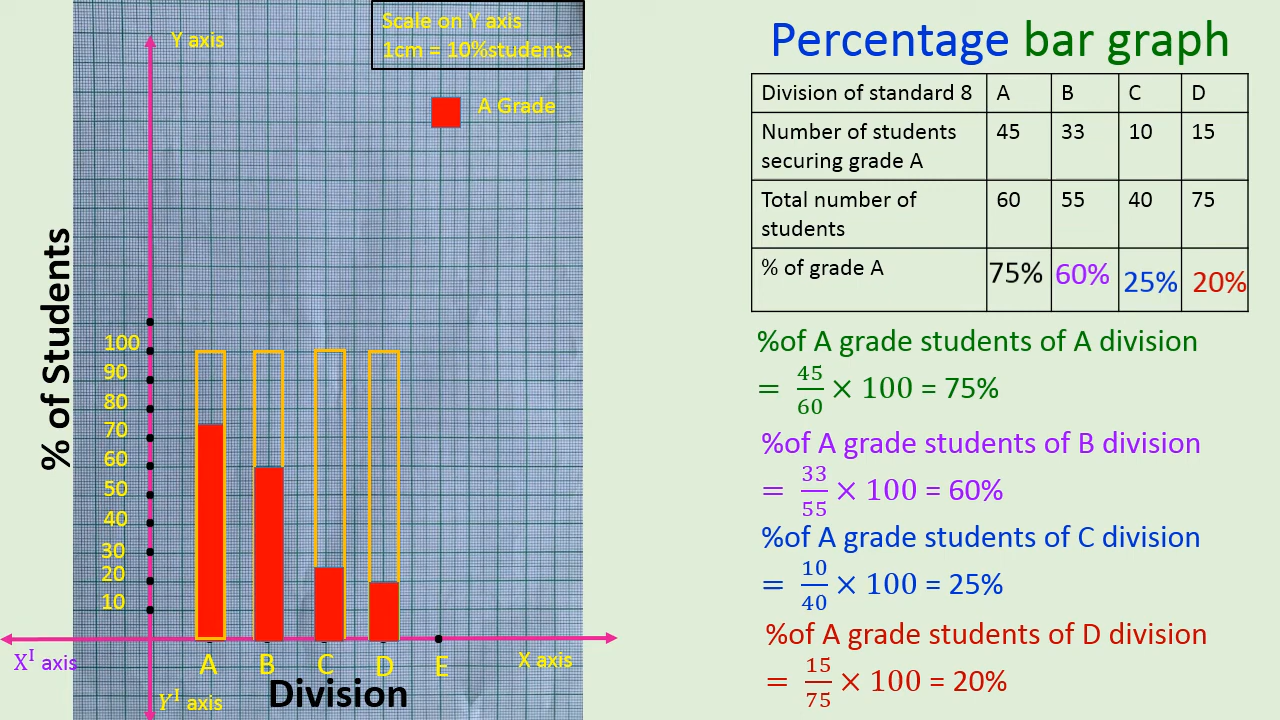 Scale on Y axis
1cm = 10%students
Y axis
A Grade
% of Students
100
90
80
70
60
50
40
30
20
10
A B C D E
X axis
Xᴵ axis
Yᴵ axis
Division
Percentage bar graph
Division of standard 8 A B C D
Number of students securing grade A 45 33 10 15
Total number of students 60 55 40 75
% of grade A 75% 60% 25% 20%
%of A grade students of A division
= 45/60 × 100 = 75%
%of A grade students of B division
= 33/55 × 100 = 60%
%of A grade students of C division
= 10/40 × 100 = 25%
%of A grade students of D division
= 15/75 × 100 = 20%